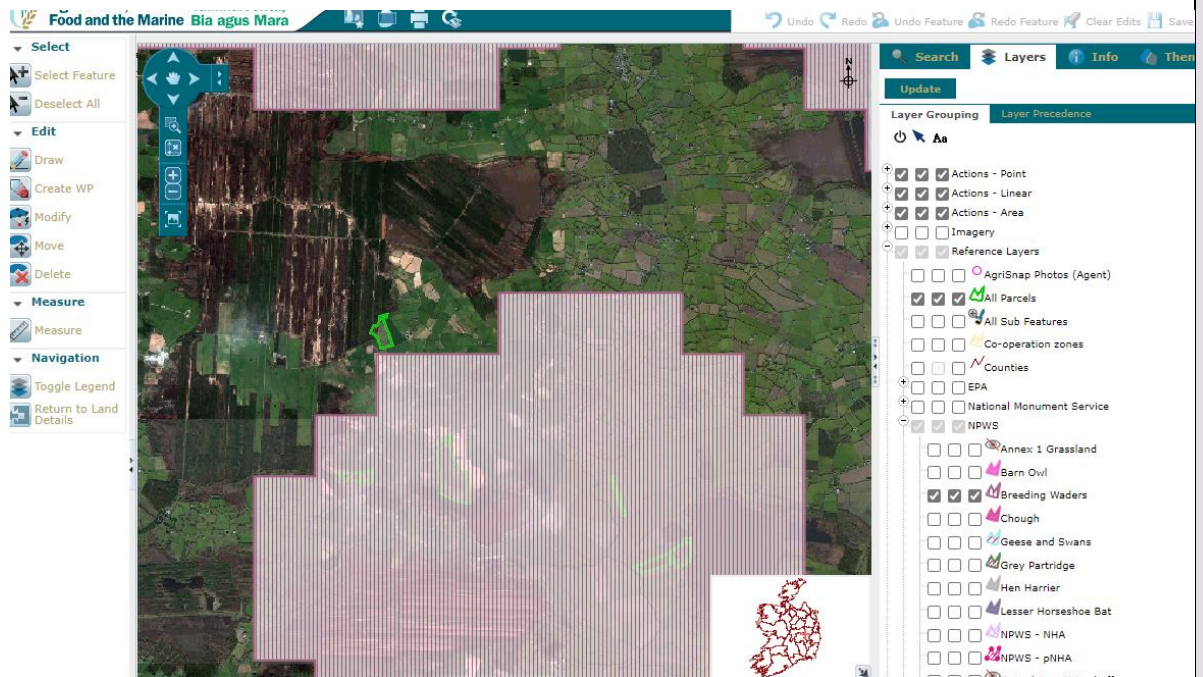 Food and the Marine Bia agus Mara
Undo Redo Undo Feature Redo Feature Clear Edits Save
Select
Select Feature
Deselect All
Edit
Draw
Create WP
Modify
Move
Delete
Measure
Measure
Navigation
Toggle Legend
Return to Land
Details
N
Search Layers Info Them
Update
Layer Grouping Layer Precedence
Aa
Actions - Point
Actions - Linear
Actions - Area
Imagery
Reference Layers
AgriSnap Photos (Agent)
All Parcels
All Sub Features
Co-operation zones
Counties
EPA
National Monument Service
NPWS
Annex 1 Grassland
Barn Owl
Breeding Waders
Chough
Geese and Swans
Grey Partridge
Hen Harrier
Lesser Horseshoe Bat
NPWS - NHA
NPWS - pNHA